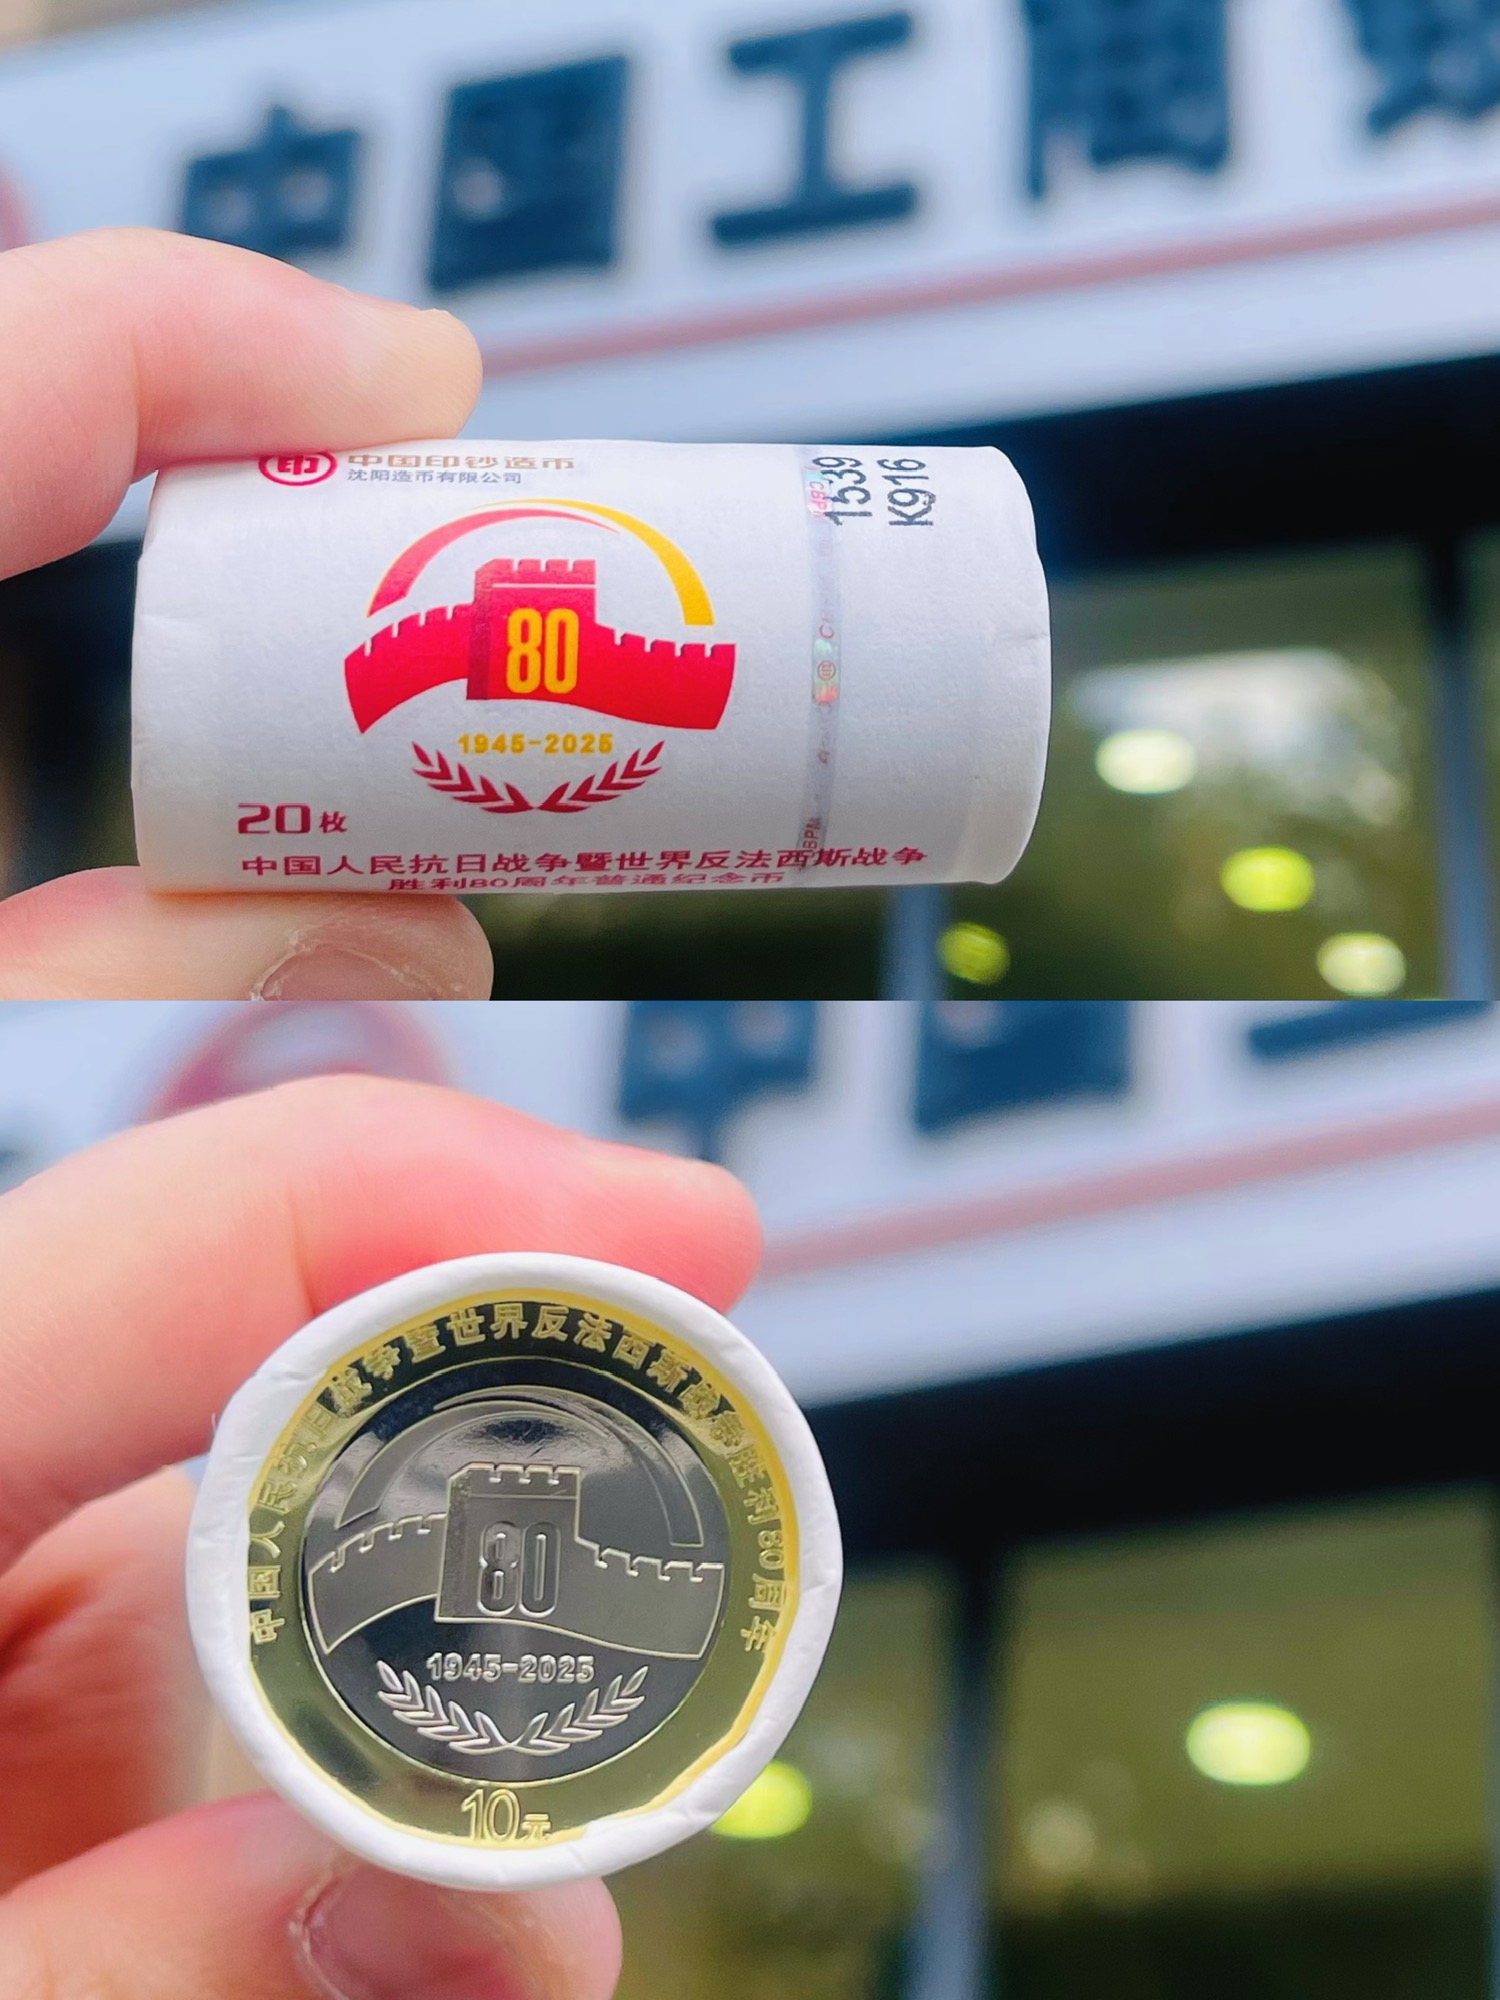 中国工商
印
中国印钞造币
沈阳造币有限公司
1539
K916
80
1945-2025
20枚
中国人民抗日战争暨世界反法西斯战争
胜利80周年普通纪念币
中国
中国人民抗日战争暨世界反法西斯战争胜利80周年
80
1945-2025
10元